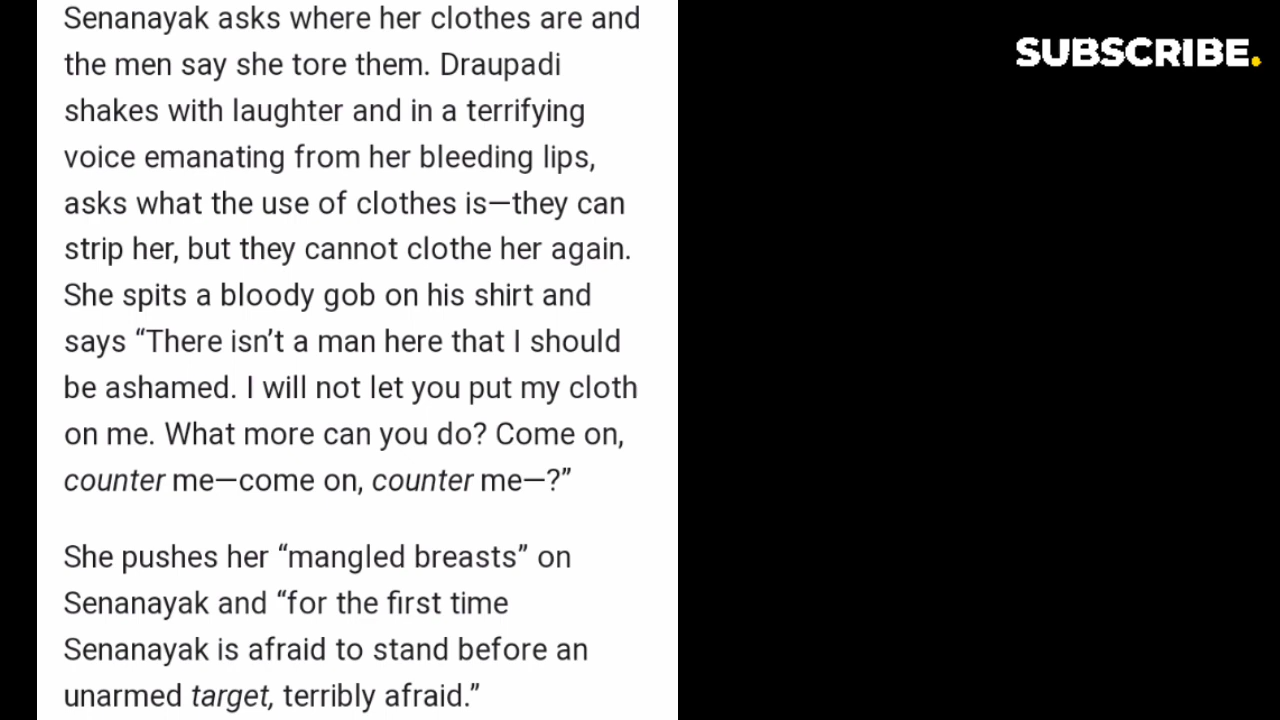 Senanayak asks where her clothes are and
the men say she tore them. Draupadi
shakes with laughter and in a terrifying
voice emanating from her bleeding lips,
asks what the use of clothes is—they can
strip her, but they cannot clothe her again.
She spits a bloody gob on his shirt and
says “There isn’t a man here that I should
be ashamed. I will not let you put my cloth
on me. What more can you do? Come on,
counter me—come on, counter me—?”
She pushes her “mangled breasts” on
Senanayak and “for the first time
Senanayak is afraid to stand before an
unarmed target, terribly afraid.”
SUBSCRIBE.